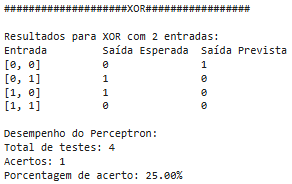 ####################XOR#################
Resultados para XOR com 2 entradas:
Entrada Saída Esperada Saída Prevista
[0, 0] 0 1
[0, 1] 1 0
[1, 0] 1 0
[1, 1] 0 0
Desempenho do Perceptron:
Total de testes: 4
Acertos: 1
Porcentagem de acerto: 25.00%